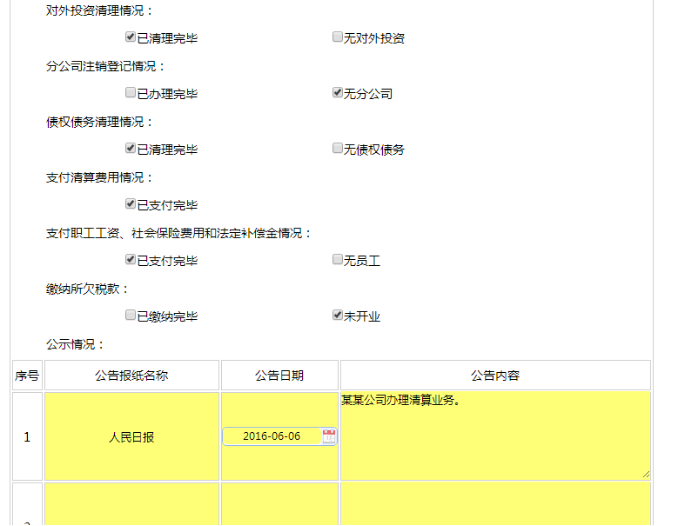 对外投资清理情况：
已清理完毕 无对外投资
分公司注销登记情况：
已办理完毕 无分公司
债权债务清理情况：
已清理完毕 无债权债务
支付清算费用情况：
已支付完毕
支付职工工资、社会保险费用和法定补偿金情况：
已支付完毕 无员工
缴纳所欠税款：
已缴纳完毕 未开业
公示情况：
序号 公告报纸名称 公告日期 公告内容
某某公司办理清算业务。
1 人民日报 2016-06-06